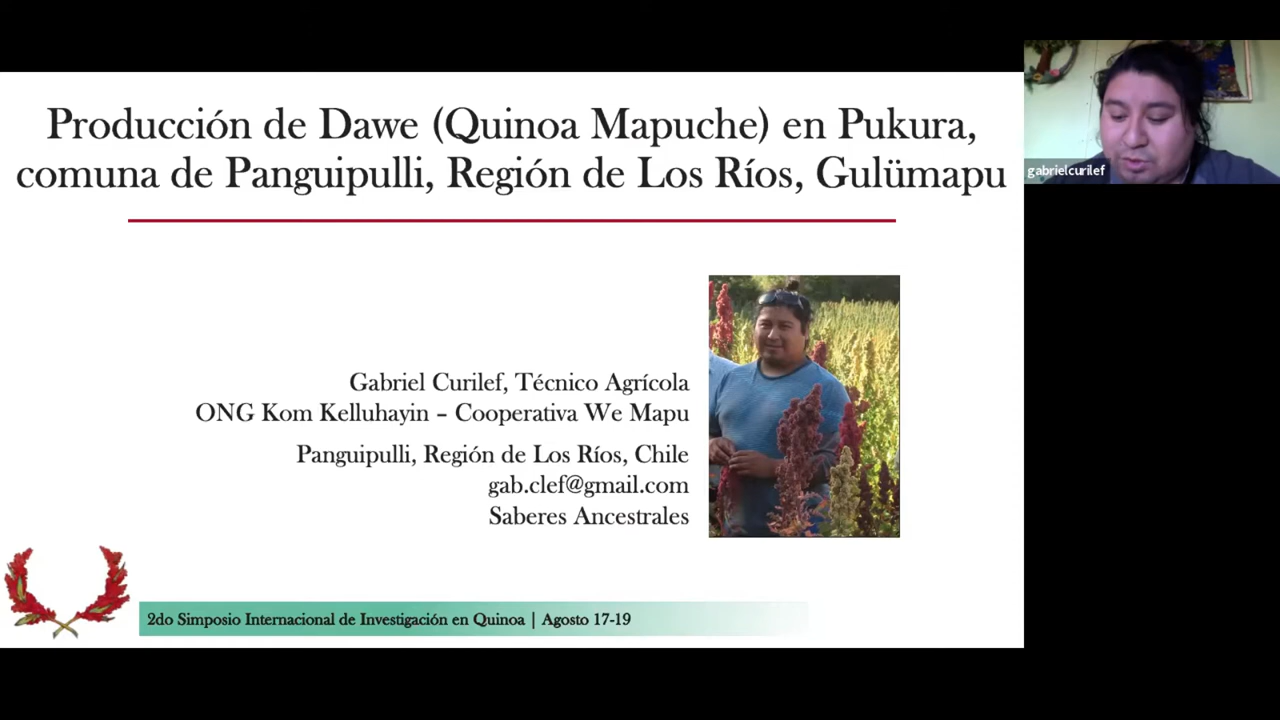 Producción de Dawe (Quinoa Mapuche) en Pukura,
comuna de Panguipulli, Región de Los Ríos, Gulümapu
gabrielcurilef
Gabriel Curilef, Técnico Agrícola
ONG Kom Kelluhayin – Cooperativa We Mapu
Panguipulli, Región de Los Ríos, Chile
gab.clef@gmail.com
Saberes Ancestrales
2do Simposio Internacional de Investigación en Quinoa | Agosto 17-19